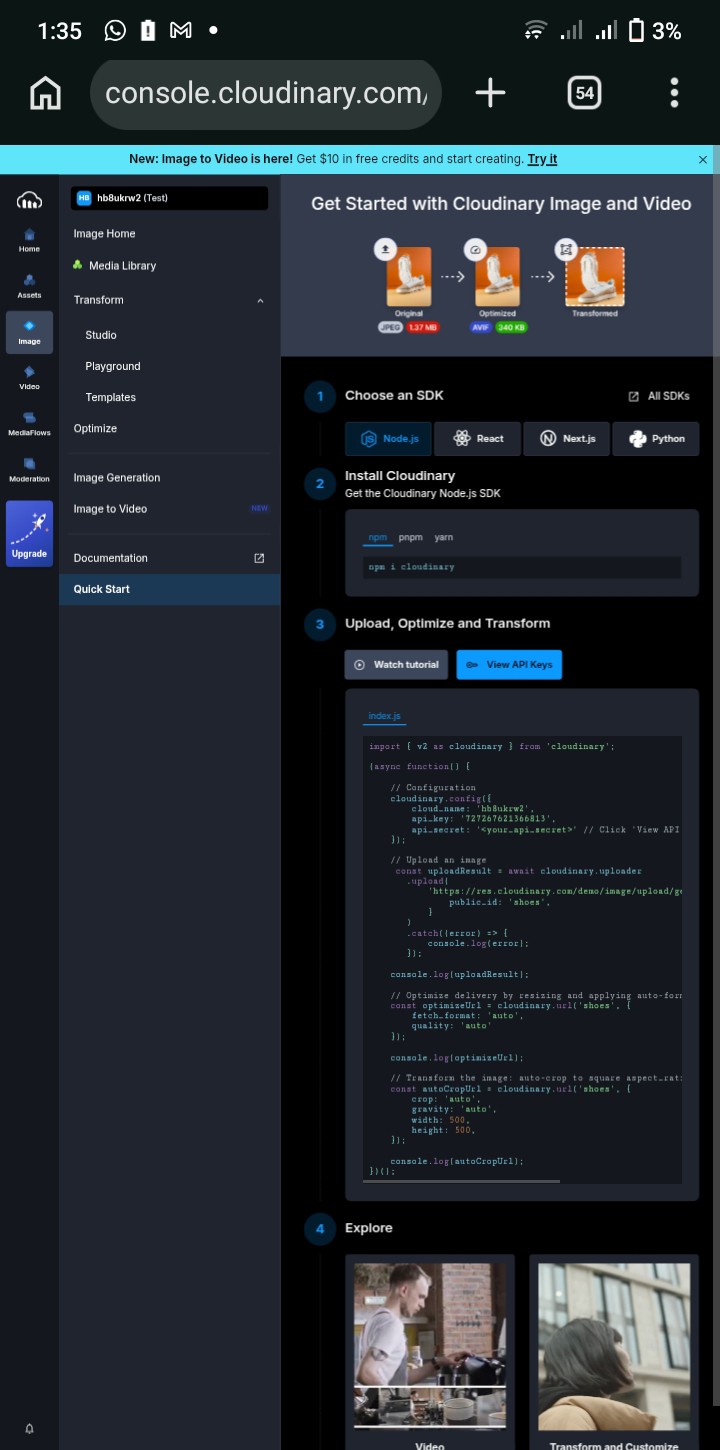 1:35
3%
console.cloudinary.com/
54
New: Image to Video is here! Get $10 in free credits and start creating. Try it
HB hb8ukrw2 (Test)
Home
Assets
Image
Video
MediaFlows
Moderation
Upgrade
Image Home
Media Library
Transform
Studio
Playground
Templates
Optimize
Image Generation
Image to Video NEW
Documentation
Quick Start
Get Started with Cloudinary Image and Video
Original
Optimized
Transformed
JPEG 1.37 MB
AVIF 340 KB
1 Choose an SDK All SDKs
Node.js React Next.js Python
2 Install Cloudinary
Get the Cloudinary Node.js SDK
npm pnpm yarn
npm i cloudinary
3 Upload, Optimize and Transform
Watch tutorial View API Keys
index.js
import { v2 as cloudinary } from 'cloudinary';
(async function() {
// Configuration
cloudinary.config({
cloud_name: 'hb8ukrw2',
api_key: '727267621366813',
api_secret: '<your_api_secret>' // Click 'View API
});
// Upload an image
const uploadResult = await cloudinary.uploader
.upload(
'https://res.cloudinary.com/demo/image/upload/ge
public_id: 'shoes',
}
)
.catch((error) => {
console.log(error);
});
console.log(uploadResult);
// Optimize delivery by resizing and applying auto-form
const optimizeUrl = cloudinary.url('shoes', {
fetch_format: 'auto',
quality: 'auto'
});
console.log(optimizeUrl);
// Transform the image: auto-crop to square aspect_rati
const autoCropUrl = cloudinary.url('shoes', {
crop: 'auto',
gravity: 'auto',
width: 500,
height: 500,
});
console.log(autoCropUrl);
})();
4 Explore
Video
Transform and Customize